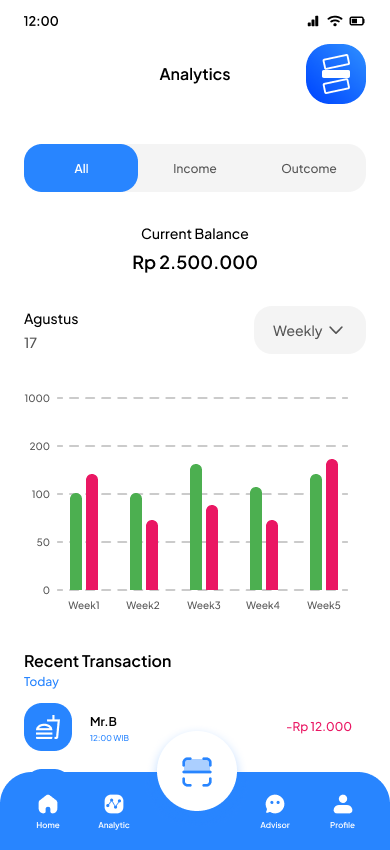 12:00
Analytics
All Income Outcome
Current Balance
Rp 2.500.000
Agustus
17
Weekly
1000
200
100
50
0
Week1 Week2 Week3 Week4 Week5
Recent Transaction
Today
Mr.B
12:00 WIB
-Rp 12.000
Home Analytic Advisor Profile